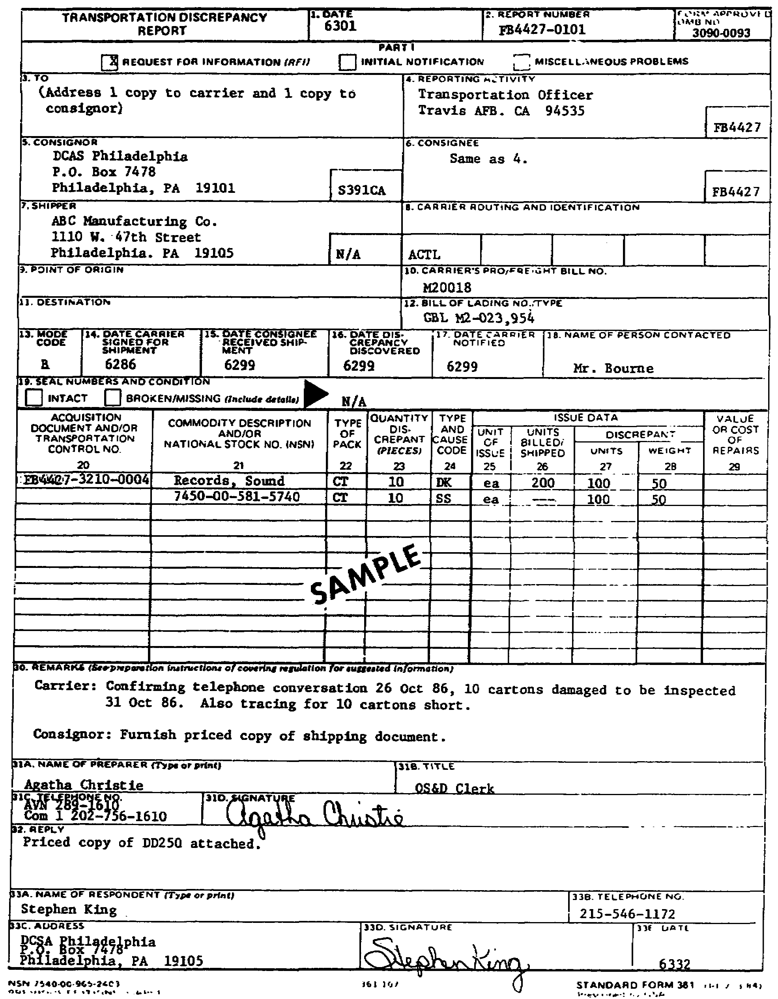 TRANSPORTATION DISCREPANCY
REPORT
1. DATE
6301
2. REPORT NUMBER
FB4427-0101
FORM APPROVED
OMB NO
3090-0093
PART I
X REQUEST FOR INFORMATION (RFI)
INITIAL NOTIFICATION
MISCELLANEOUS PROBLEMS
3. TO
(Address 1 copy to carrier and 1 copy to
consignor)
4. REPORTING ACTIVITY
Transportation Officer
Travis AFB. CA 94535
FB4427
5. CONSIGNOR
DCAS Philadelphia
P.O. Box 7478
Philadelphia, PA 19101
S391CA
6. CONSIGNEE
Same as 4.
FB4427
7. SHIPPER
ABC Manufacturing Co.
1110 W. 47th Street
Philadelphia. PA 19105
N/A
8. CARRIER ROUTING AND IDENTIFICATION
ACTL
9. POINT OF ORIGIN
10. CARRIER'S PRO/FREIGHT BILL NO.
M20018
11. DESTINATION
12. BILL OF LADING NO./TYPE
GBL M2-023,954
13. MODE
CODE
B
14. DATE CARRIER
SIGNED FOR
SHIPMENT
6286
15. DATE CONSIGNEE
RECEIVED SHIP-
MENT
6299
16. DATE DIS-
CREPANCY
DISCOVERED
6299
17. DATE CARRIER
NOTIFIED
6299
18. NAME OF PERSON CONTACTED
Mr. Bourne
19. SEAL NUMBERS AND CONDITION
INTACT
BROKEN/MISSING (Include details)
N/A
ACQUISITION
DOCUMENT AND/OR
TRANSPORTATION
CONTROL NO.
20
COMMODITY DESCRIPTION
AND/OR
NATIONAL STOCK NO. (NSN)
21
TYPE
OF
PACK
22
QUANTITY
DIS-
CREPANT
(PIECES)
23
TYPE
AND
CAUSE
CODE
24
ISSUE DATA
UNIT
OF
ISSUE
25
UNITS
BILLED/
SHIPPED
26
DISCREPANT
UNITS
27
WEIGHT
28
VALUE
OR COST
OF
REPAIRS
29
FB4427-3210-0004 Records, Sound CT 10 DK ea 200 100 50
7450-00-581-5740 CT 10 SS ea --- 100 50
SAMPLE
30. REMARKS (See preparation instructions of covering regulation for suggested information)
Carrier: Confirming telephone conversation 26 Oct 86, 10 cartons damaged to be inspected
31 Oct 86. Also tracing for 10 cartons short.
Consignor: Furnish priced copy of shipping document.
31A. NAME OF PREPARER (Type or print)
Agatha Christie
31B. TITLE
OS&D Clerk
31C. TELEPHONE NO.
AVN 289-1610
Com 1 202-756-1610
31D. SIGNATURE
Agatha Christie
32. REPLY
Priced copy of DD250 attached.
33A. NAME OF RESPONDENT (Type or print)
Stephen King
33B. TELEPHONE NO.
215-546-1172
33C. ADDRESS
DCSA Philadelphia
P.O. Box 7478
Philadelphia, PA 19105
33D. SIGNATURE
Stephen King
33E DATE
6332
NSN 7540-00-965-2403
361 107
STANDARD FORM 361